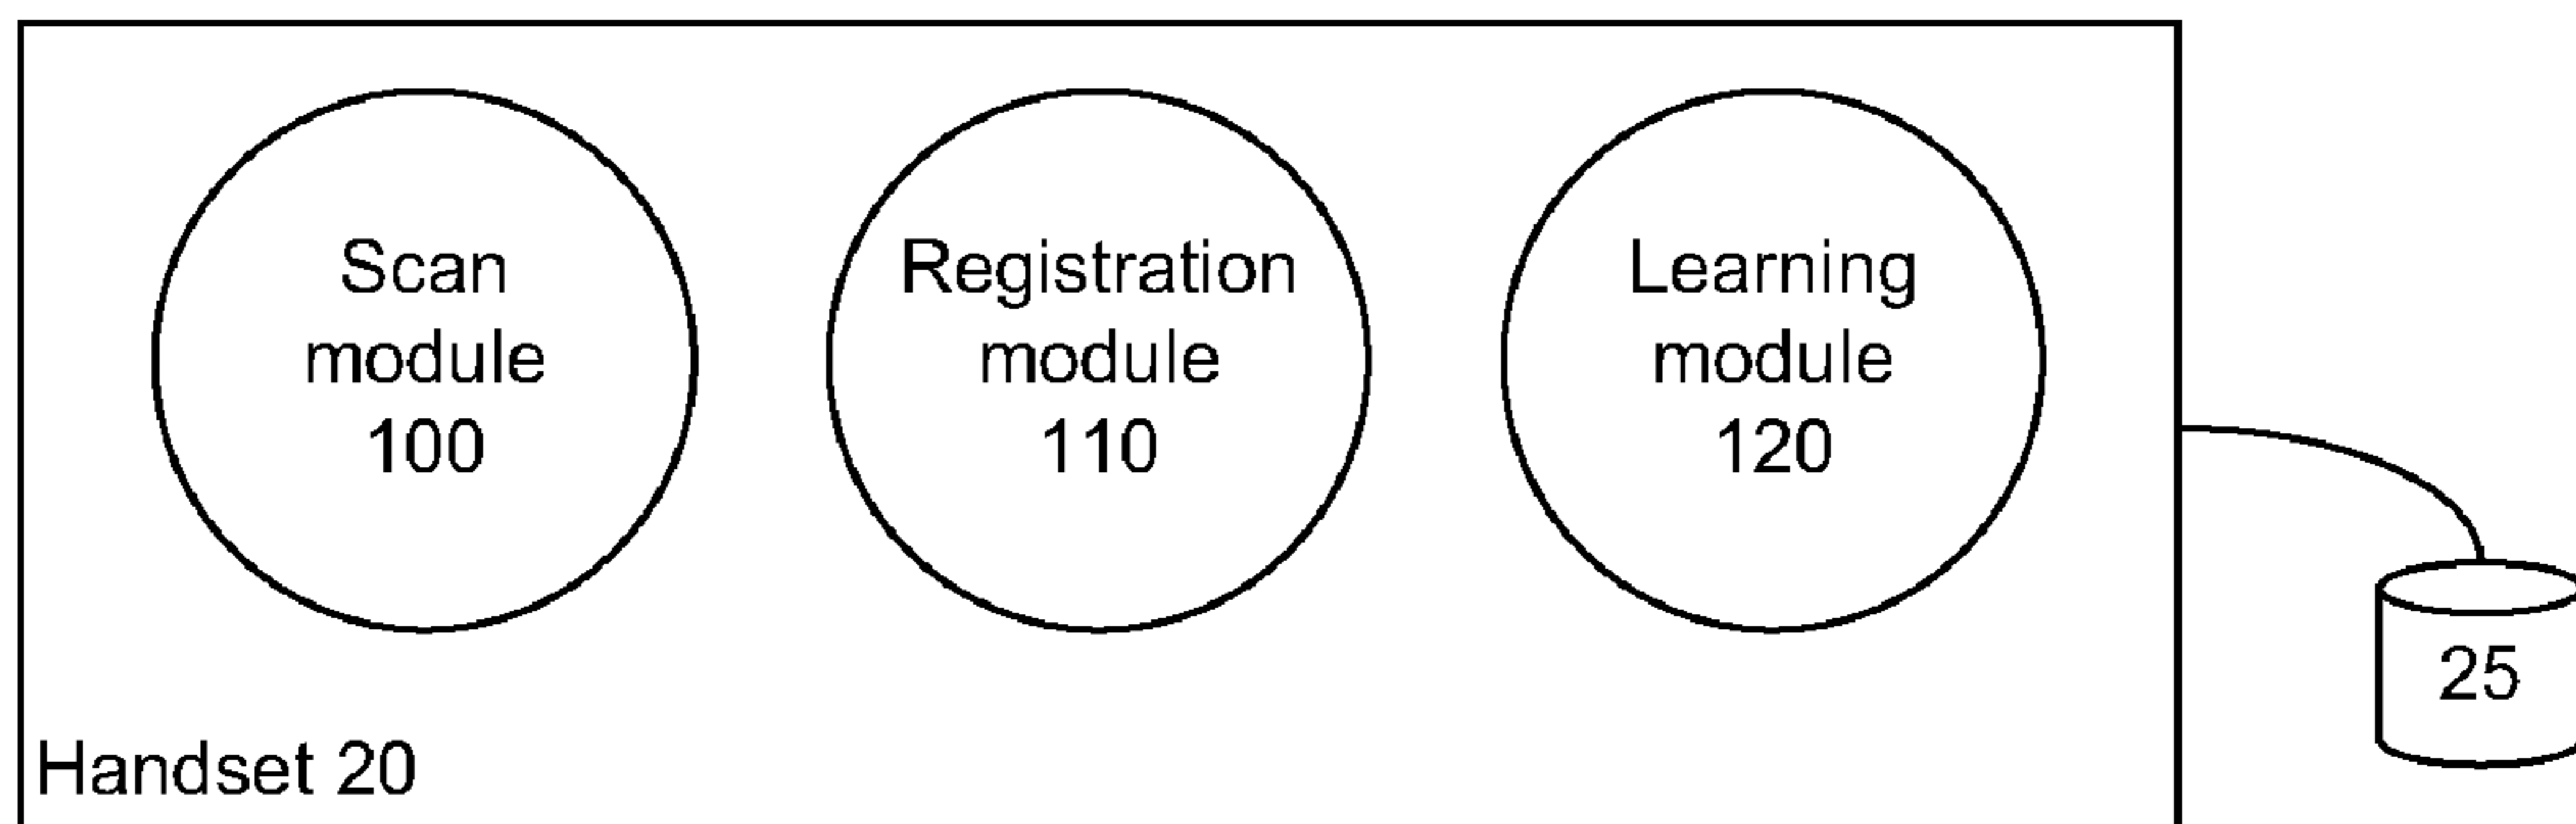 Scan
module
100
Registration
module
110
Learning
module
120
25
Handset 20